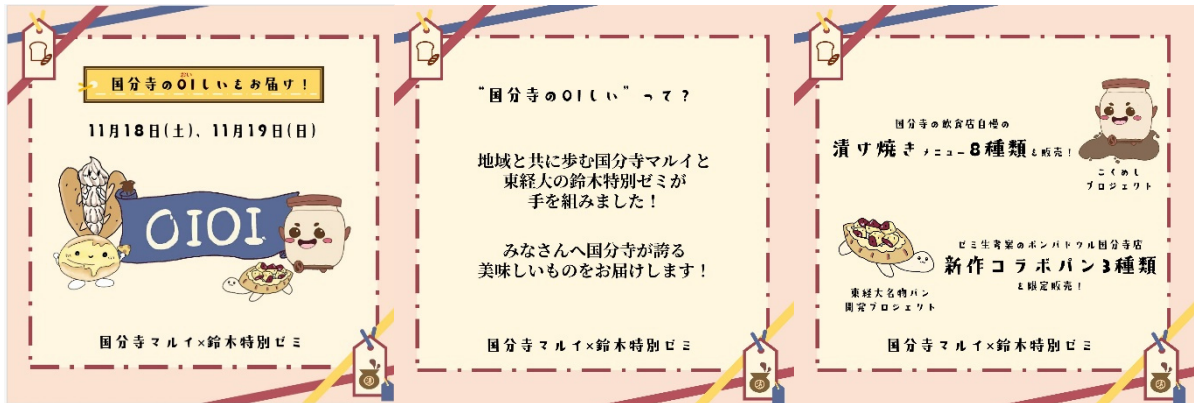 おい
国分寺のOIしいをお届け！
11月18日(土)、11月19日(日)
OIOI
国分寺マルイ×鈴木特別ゼミ
“国分寺のOIしい”って？
地域と共に歩む国分寺マルイと
東経大の鈴木特別ゼミが
手を組みました！
みなさんへ国分寺が誇る
美味しいものをお届けします！
国分寺マルイ×鈴木特別ゼミ
国分寺の飲食店自慢の
漬け焼きメニュー8種類を販売！
こくめし
プロジェクト
ゼミ生考案のポンパドウル国分寺店
新作コラボパン3種類
を限定販売！
東経大名物パン
開発プロジェクト
国分寺マルイ×鈴木特別ゼミ